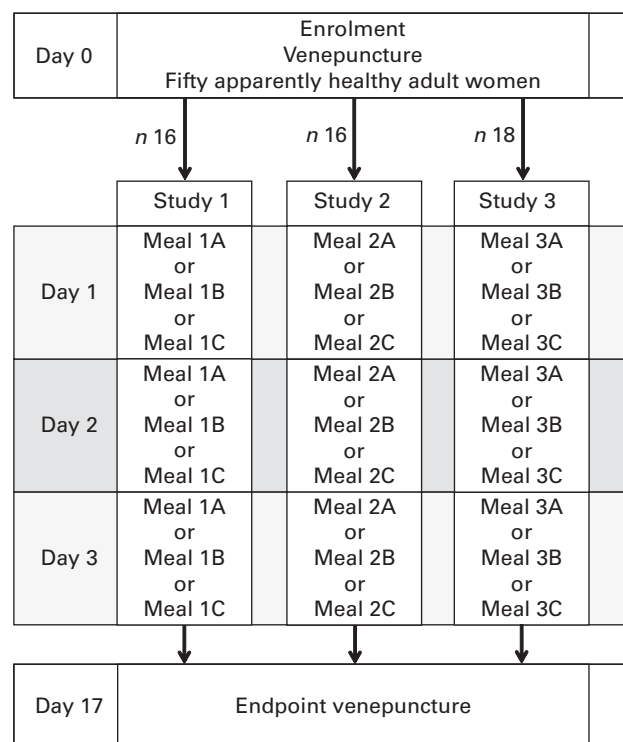 Day 0
Enrolment
Venepuncture
Fifty apparently healthy adult women
n 16
n 16
n 18
Study 1
Study 2
Study 3
Day 1
Meal 1A
or
Meal 1B
or
Meal 1C
Meal 2A
or
Meal 2B
or
Meal 2C
Meal 3A
or
Meal 3B
or
Meal 3C
Day 2
Meal 1A
or
Meal 1B
or
Meal 1C
Meal 2A
or
Meal 2B
or
Meal 2C
Meal 3A
or
Meal 3B
or
Meal 3C
Day 3
Meal 1A
or
Meal 1B
or
Meal 1C
Meal 2A
or
Meal 2B
or
Meal 2C
Meal 3A
or
Meal 3B
or
Meal 3C
Day 17
Endpoint venepuncture